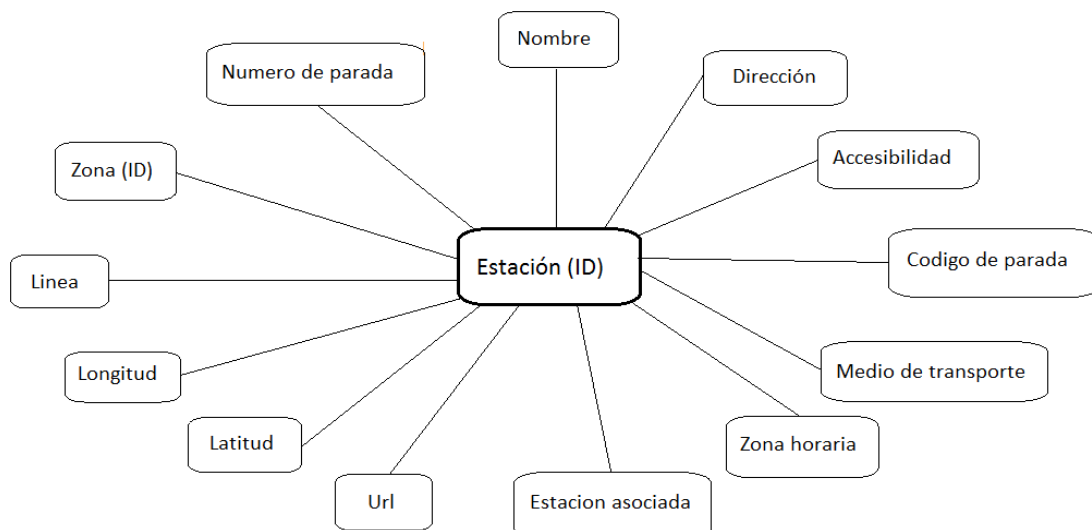 Nombre
Numero de parada
Dirección
Accesibilidad
Zona (ID)
Estación (ID)
Codigo de parada
Linea
Longitud
Medio de transporte
Latitud
Zona horaria
Url
Estacion asociada